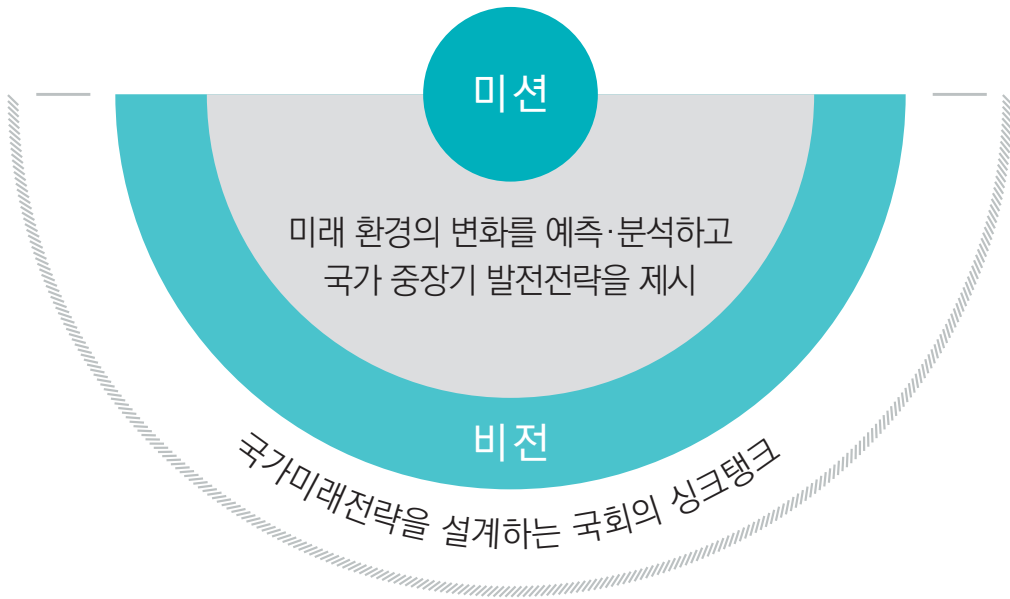 미션
미래 환경의 변화를 예측·분석하고
국가 중장기 발전전략을 제시
비전
국가미래전략을 설계하는 국회의 싱크탱크